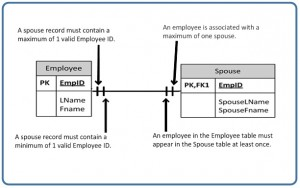 A spouse record must contain a
maximum of 1 valid Employee ID.
An employee is associated with a
maximum of one spouse.
Employee
PK EmpID
LName
Fname
Spouse
PK,FK1 EmpID
SpouseLName
SpouseFname
A spouse record must contain a
minimum of 1 valid Employee ID.
An employee in the Employee table must
appear in the Spouse table at least once.